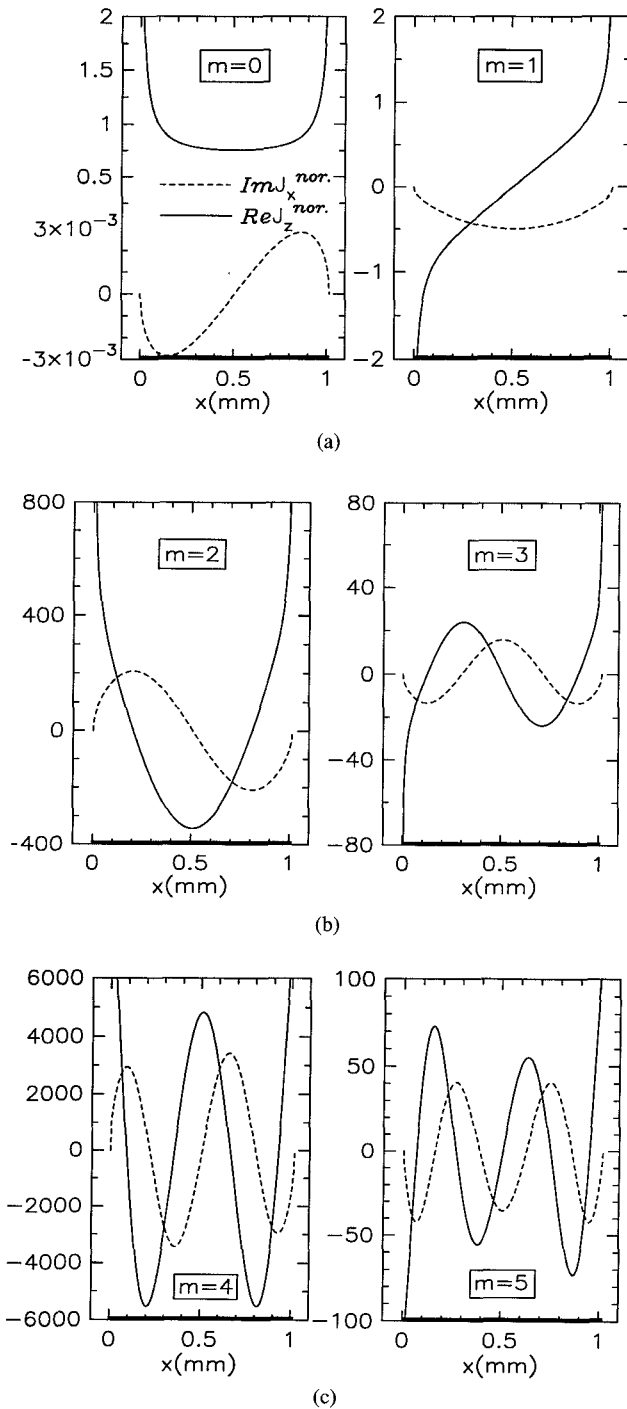 2
1.5
1
0.5
3×10⁻³
0
-3×10⁻³
m=0
ImJ_x^nor.
ReJ_z^nor.
0 0.5 1
x(mm)
2
1
0
−1
−2
m=1
0 0.5 1
x(mm)
(a)
800
400
0
-400
m=2
0 0.5 1
x(mm)
80
40
0
−40
−80
m=3
0 0.5 1
x(mm)
(b)
6000
4000
2000
0
−2000
−4000
−6000
m=4
0 0.5 1
x(mm)
100
50
0
−50
−100
m=5
0 0.5 1
x(mm)
(c)